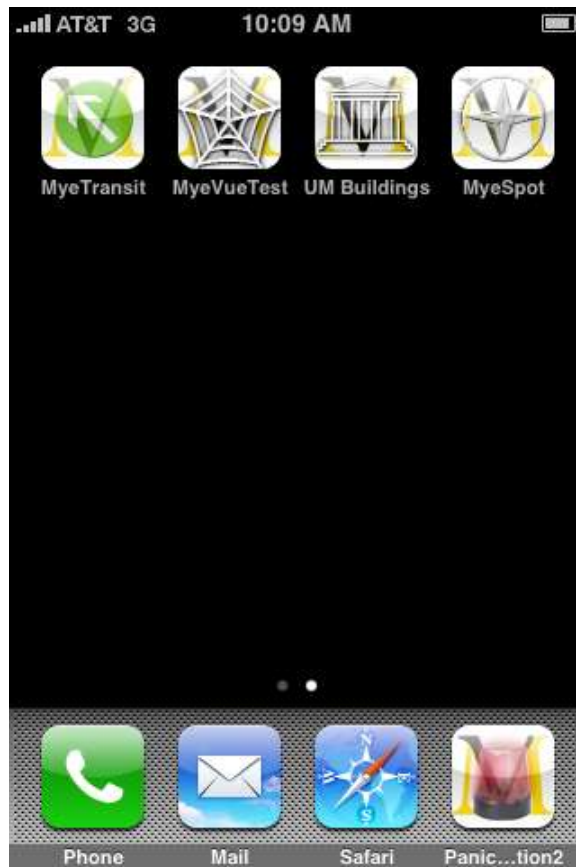 AT&T 3G 10:09 AM
MyeTransit MyeVueTest UM Buildings MyeSpot
Phone Mail Safari Panic...tion2